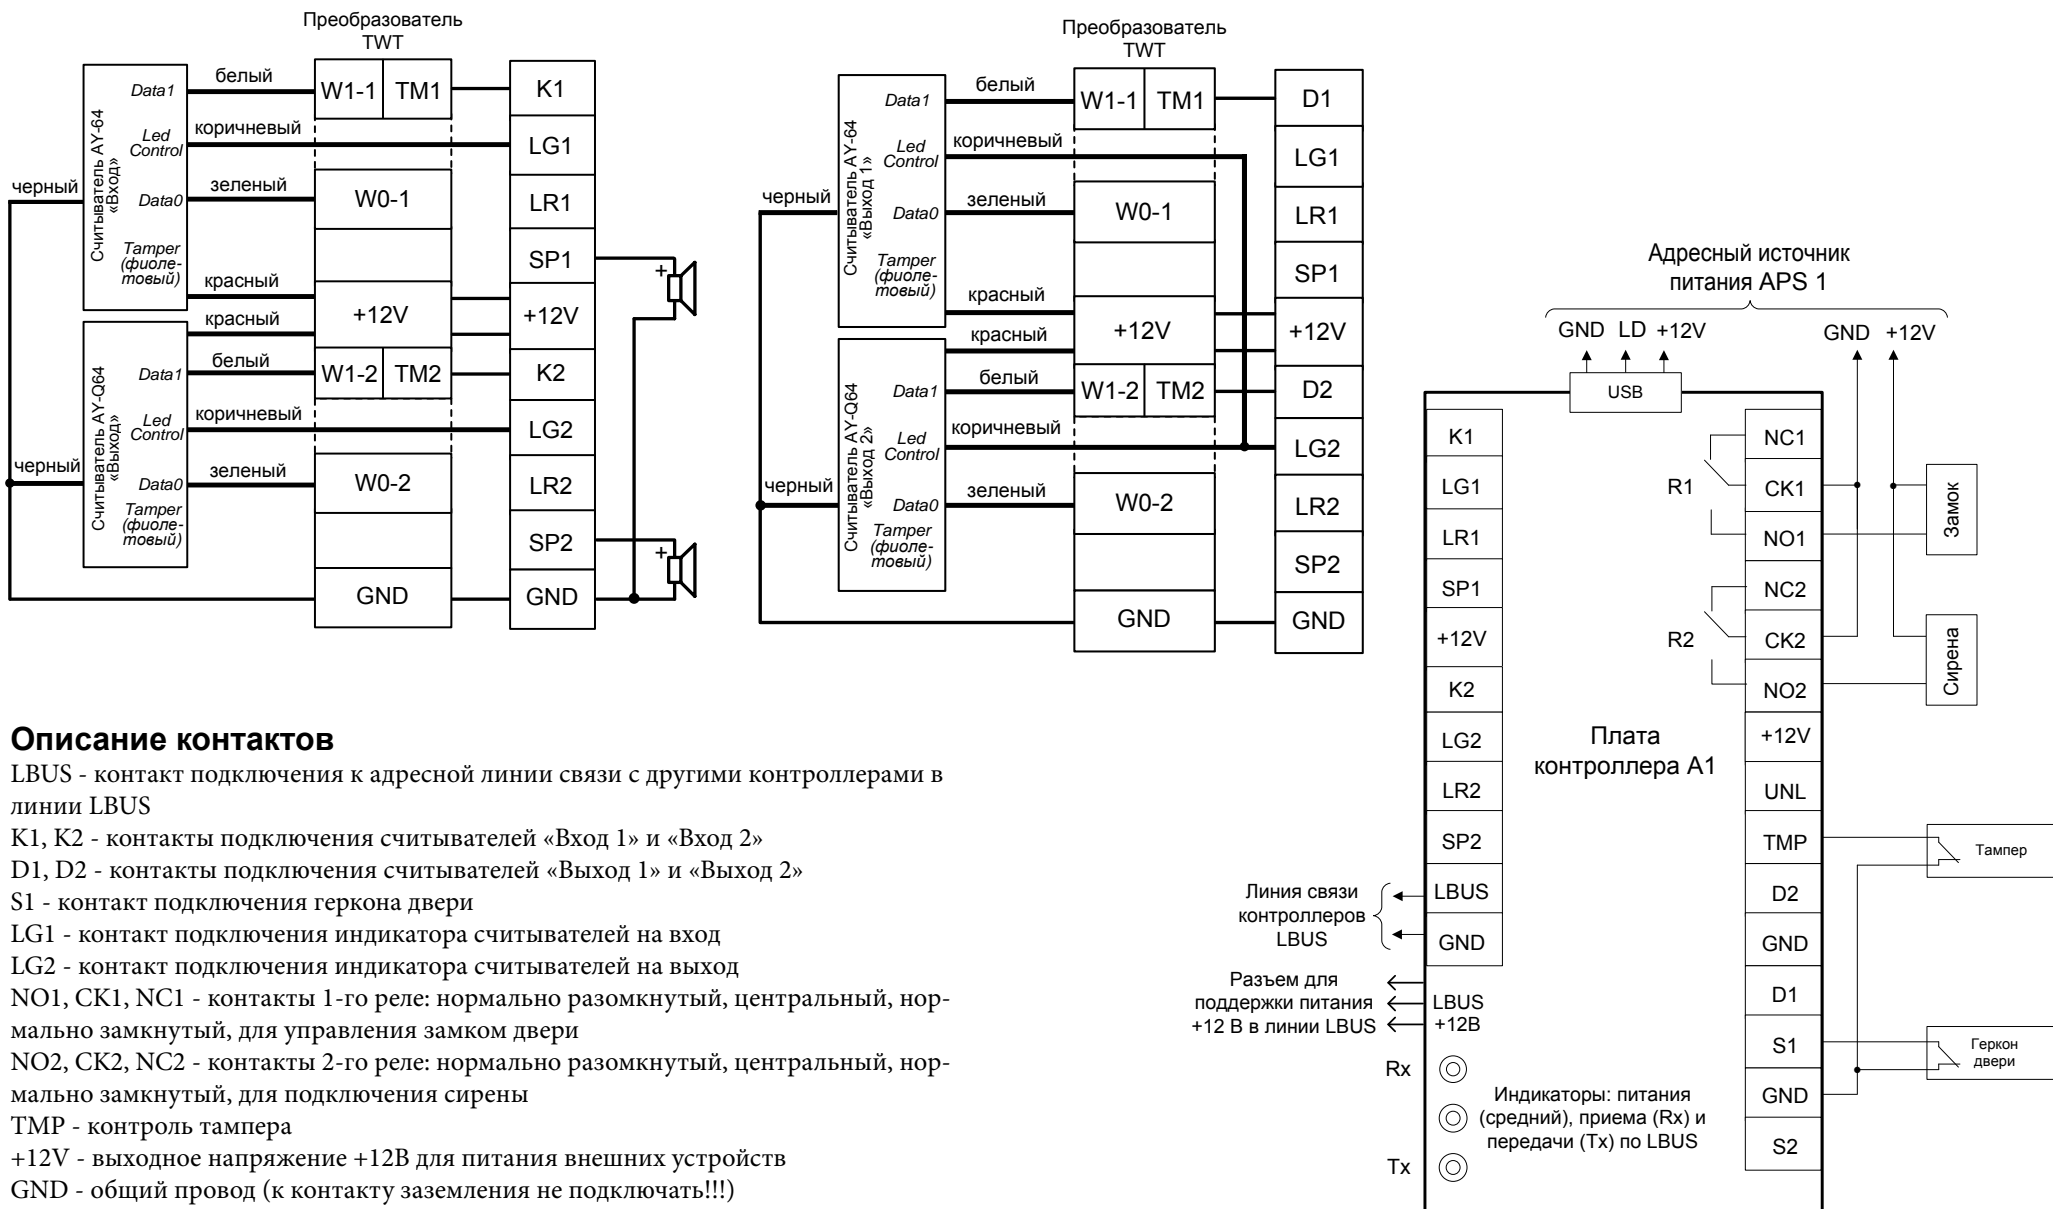 Преобразователь
TWT
Считыватель AY-64
«Вход»
Data1
Led
Control
Data0
Tamper
(фиоле-
товый)
белый
коричневый
зеленый
красный
черный
Считыватель AY-Q64
«Выход»
Data1
Led
Control
Data0
Tamper
(фиоле-
товый)
красный
белый
коричневый
зеленый
черный
W1-1 TM1
W0-1
+12V
W1-2 TM2
W0-2
GND
K1
LG1
LR1
SP1
+12V
K2
LG2
LR2
SP2
GND
+
+
Преобразователь
TWT
Считыватель AY-64
«Выход 1»
Data1
Led
Control
Data0
Tamper
(фиоле-
товый)
белый
коричневый
зеленый
красный
черный
Считыватель AY-Q64
«Выход 2»
Data1
Led
Control
Data0
Tamper
(фиоле-
товый)
красный
белый
коричневый
зеленый
черный
W1-1 TM1
W0-1
+12V
W1-2 TM2
W0-2
GND
D1
LG1
LR1
SP1
+12V
D2
LG2
LR2
SP2
GND
Адресный источник
питания APS 1
GND LD +12V
GND +12V
USB
K1
LG1
LR1
SP1
+12V
K2
LG2
LR2
SP2
LBUS
GND
LBUS
+12В
R1
R2
Плата
контроллера A1
NC1
CK1
NO1
NC2
CK2
NO2
+12V
UNL
TMP
D2
GND
D1
S1
GND
S2
Замок
Сирена
Тампер
Геркон
двери
Линия связи
контроллеров
LBUS
Разъем для
поддержки питания
+12 В в линии LBUS
Rx
Tx
Индикаторы: питания
(средний), приема (Rx) и
передачи (Tx) по LBUS
Описание контактов
LBUS - контакт подключения к адресной линии связи с другими контроллерами в
линии LBUS
K1, K2 - контакты подключения считывателей «Вход 1» и «Вход 2»
D1, D2 - контакты подключения считывателей «Выход 1» и «Выход 2»
S1 - контакт подключения геркона двери
LG1 - контакт подключения индикатора считывателей на вход
LG2 - контакт подключения индикатора считывателей на выход
NO1, CK1, NC1 - контакты 1-го реле: нормально разомкнутый, центральный, нор-
мально замкнутый, для управления замком двери
NO2, CK2, NC2 - контакты 2-го реле: нормально разомкнутый, центральный, нор-
мально замкнутый, для подключения сирены
TMP - контроль тампера
+12V - выходное напряжение +12В для питания внешних устройств
GND - общий провод (к контакту заземления не подключать!!!)